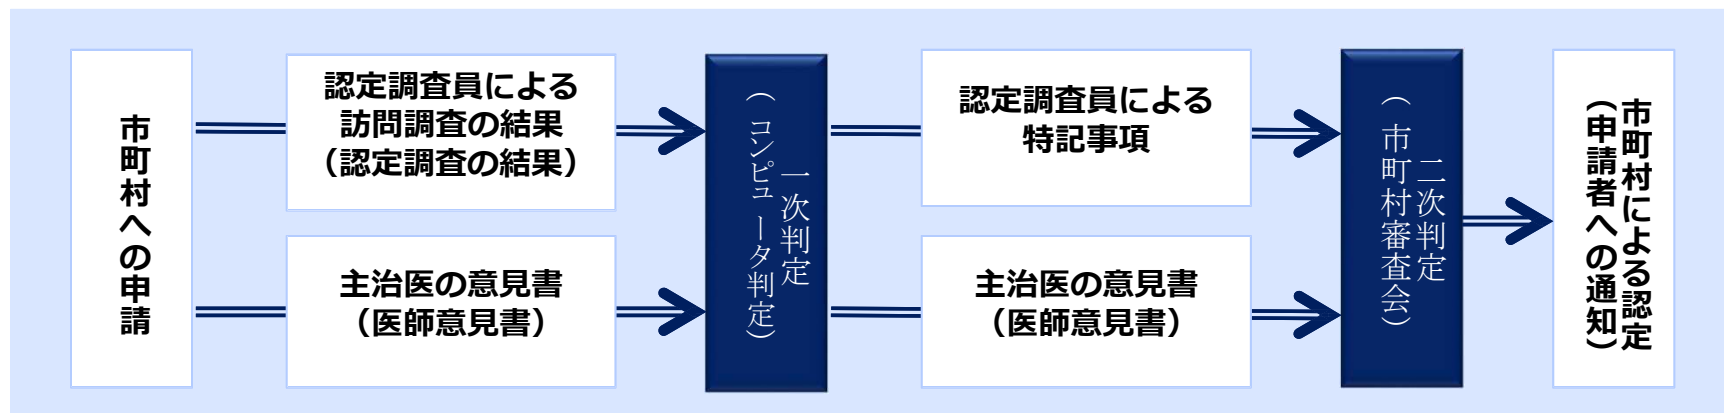 市町村への申請
認定調査員による
訪問調査の結果
（認定調査の結果）
主治医の意見書
（医師意見書）
一次判定
（コンピュータ判定）
認定調査員による
特記事項
主治医の意見書
（医師意見書）
二次判定
（市町村審査会）
市町村による認定
（申請者への通知）